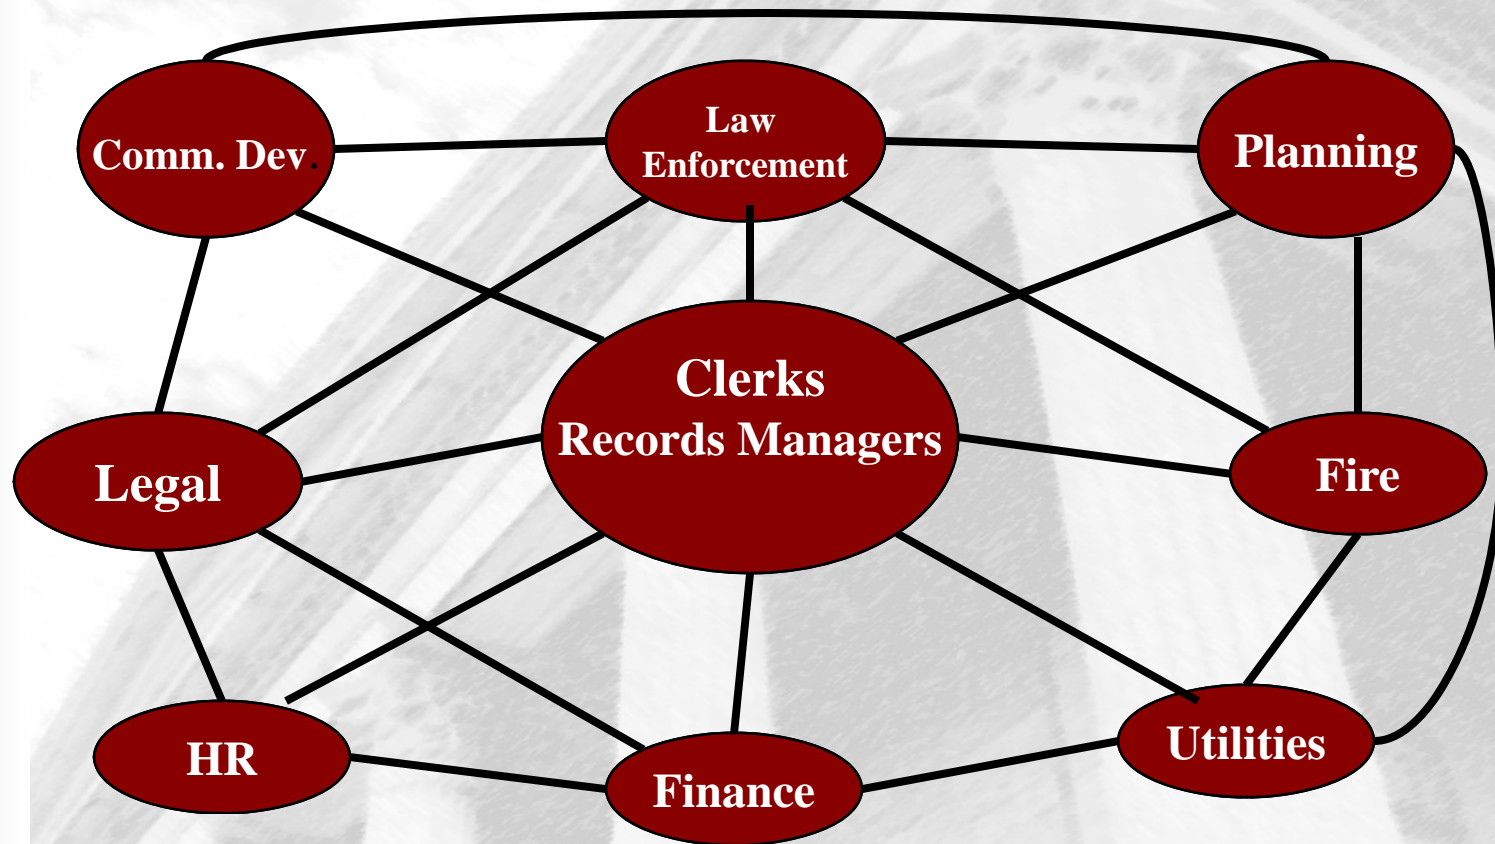 Comm. Dev.
Law
Enforcement
Planning
Clerks
Records Managers
Legal
Fire
HR
Finance
Utilities